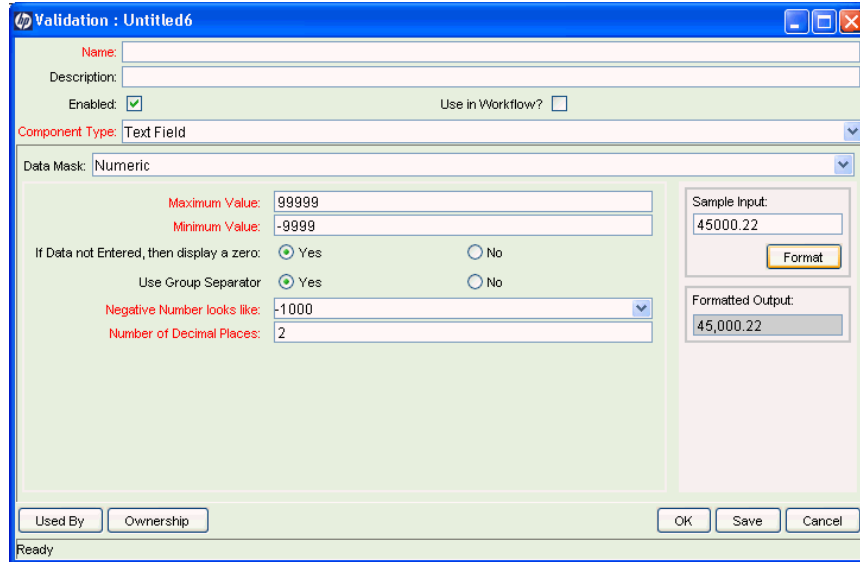 hp Validation : Untitled6
Name:
Description:
Enabled: Use in Workflow?
Component Type: Text Field
Data Mask: Numeric
Maximum Value: 99999
Minimum Value: -9999
If Data not Entered, then display a zero: Yes No
Use Group Separator Yes No
Negative Number looks like: -1000
Number of Decimal Places: 2
Sample Input:
45000.22
Format
Formatted Output:
45,000.22
Used By Ownership OK Save Cancel
Ready